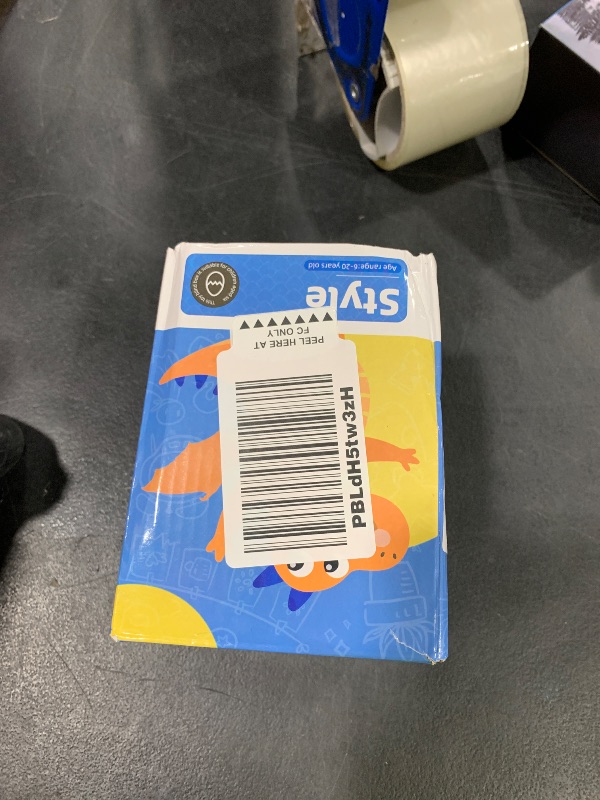 Style
Age range:6-20 years old
PEEL HERE AT
FC ONLY
PBLdH5tw3zH